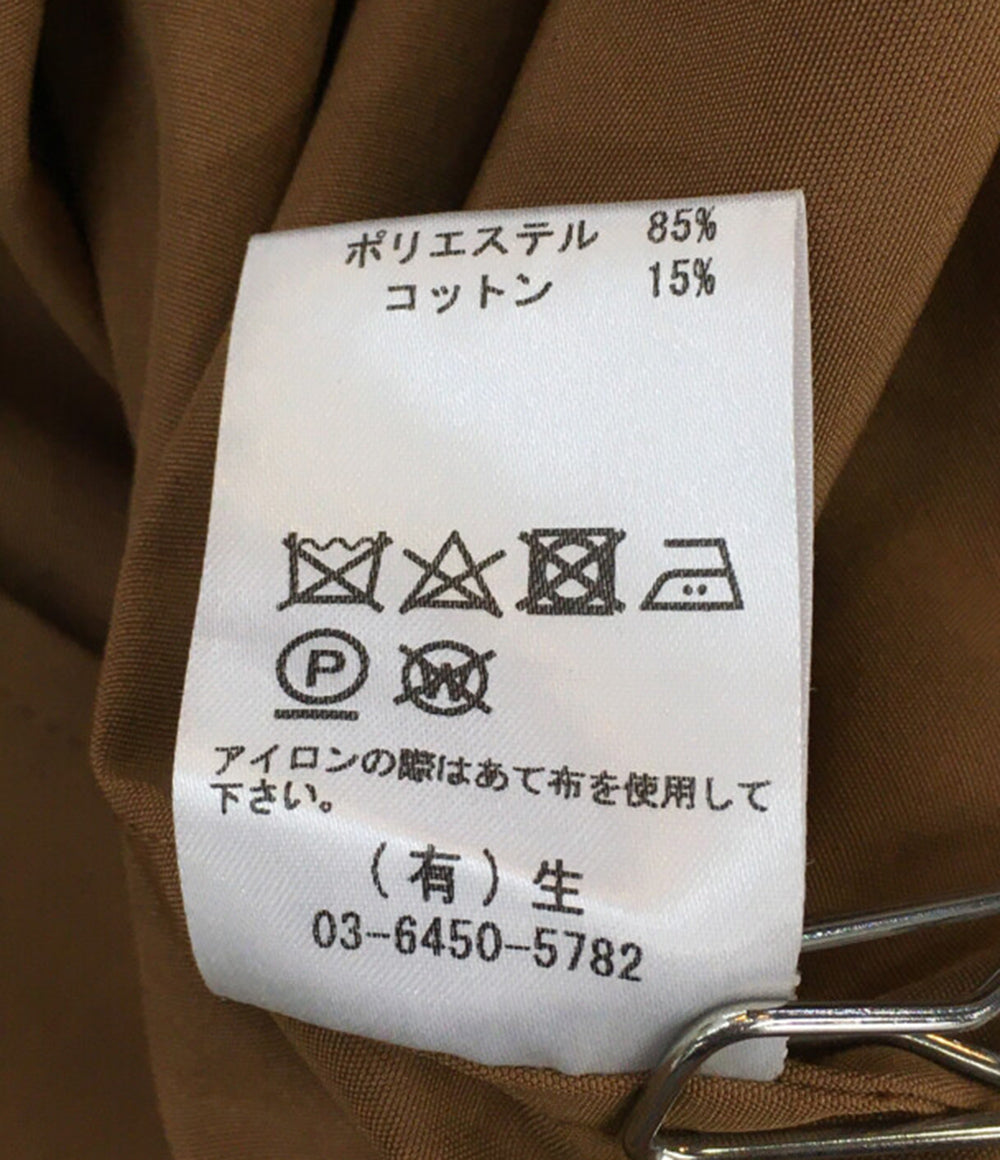 ポリエステル 85%
コットン 15%
P
W
アイロンの際はあて布を使用して
下さい。
(有)生
03-6450-5782